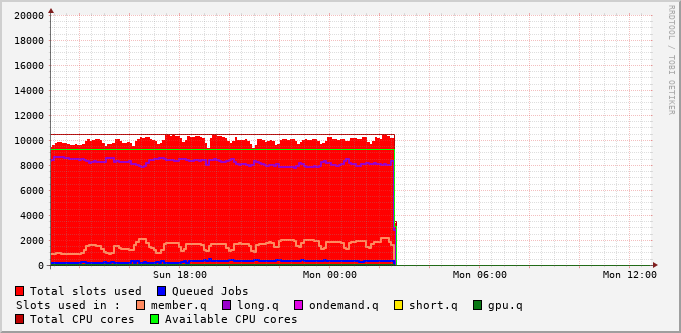 RRDTOOL / TOBI OETIKER
20000
18000
16000
14000
12000
10000
8000
6000
4000
2000
0
Sun 18:00 Mon 00:00 Mon 06:00 Mon 12:00
Total slots used Queued Jobs
Slots used in : member.q long.q ondemand.q short.q gpu.q
Total CPU cores Available CPU cores